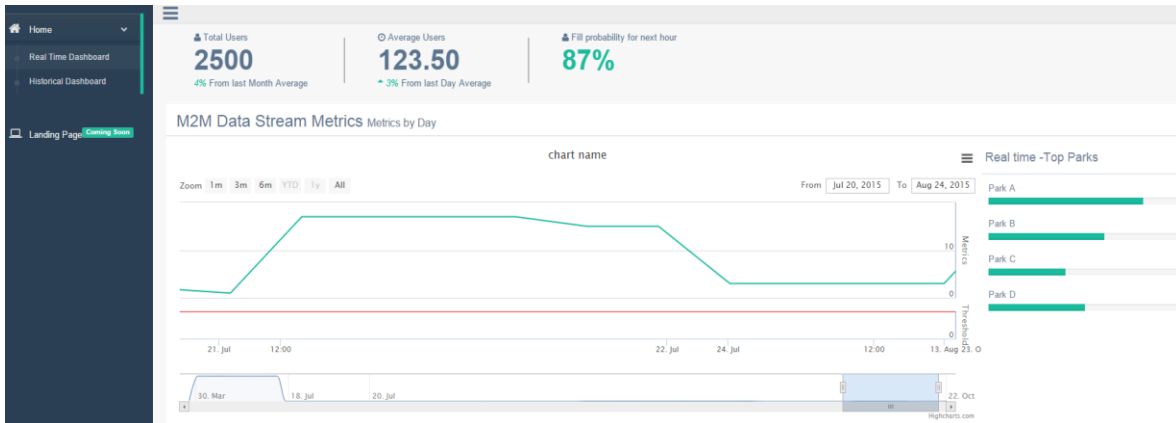 Home
Real Time Dashboard
Historical Dashboard
Landing Page Coming Soon
Total Users
2500
4% From last Month Average
Average Users
123.50
3% From last Day Average
Fill probability for next hour
87%
M2M Data Stream Metrics Metrics by Day
chart name
Zoom 1m 3m 6m YTD 1y All
From Jul 20, 2015 To Aug 24, 2015
10
0
Metrics
0
Threshold
21. Jul 12:00 22. Jul 24. Jul 12:00 13. Aug 23. O
30. Mar 18. Jul 20. Jul 22. Oct
Highcharts.com
Real time -Top Parks
Park A
Park B
Park C
Park D